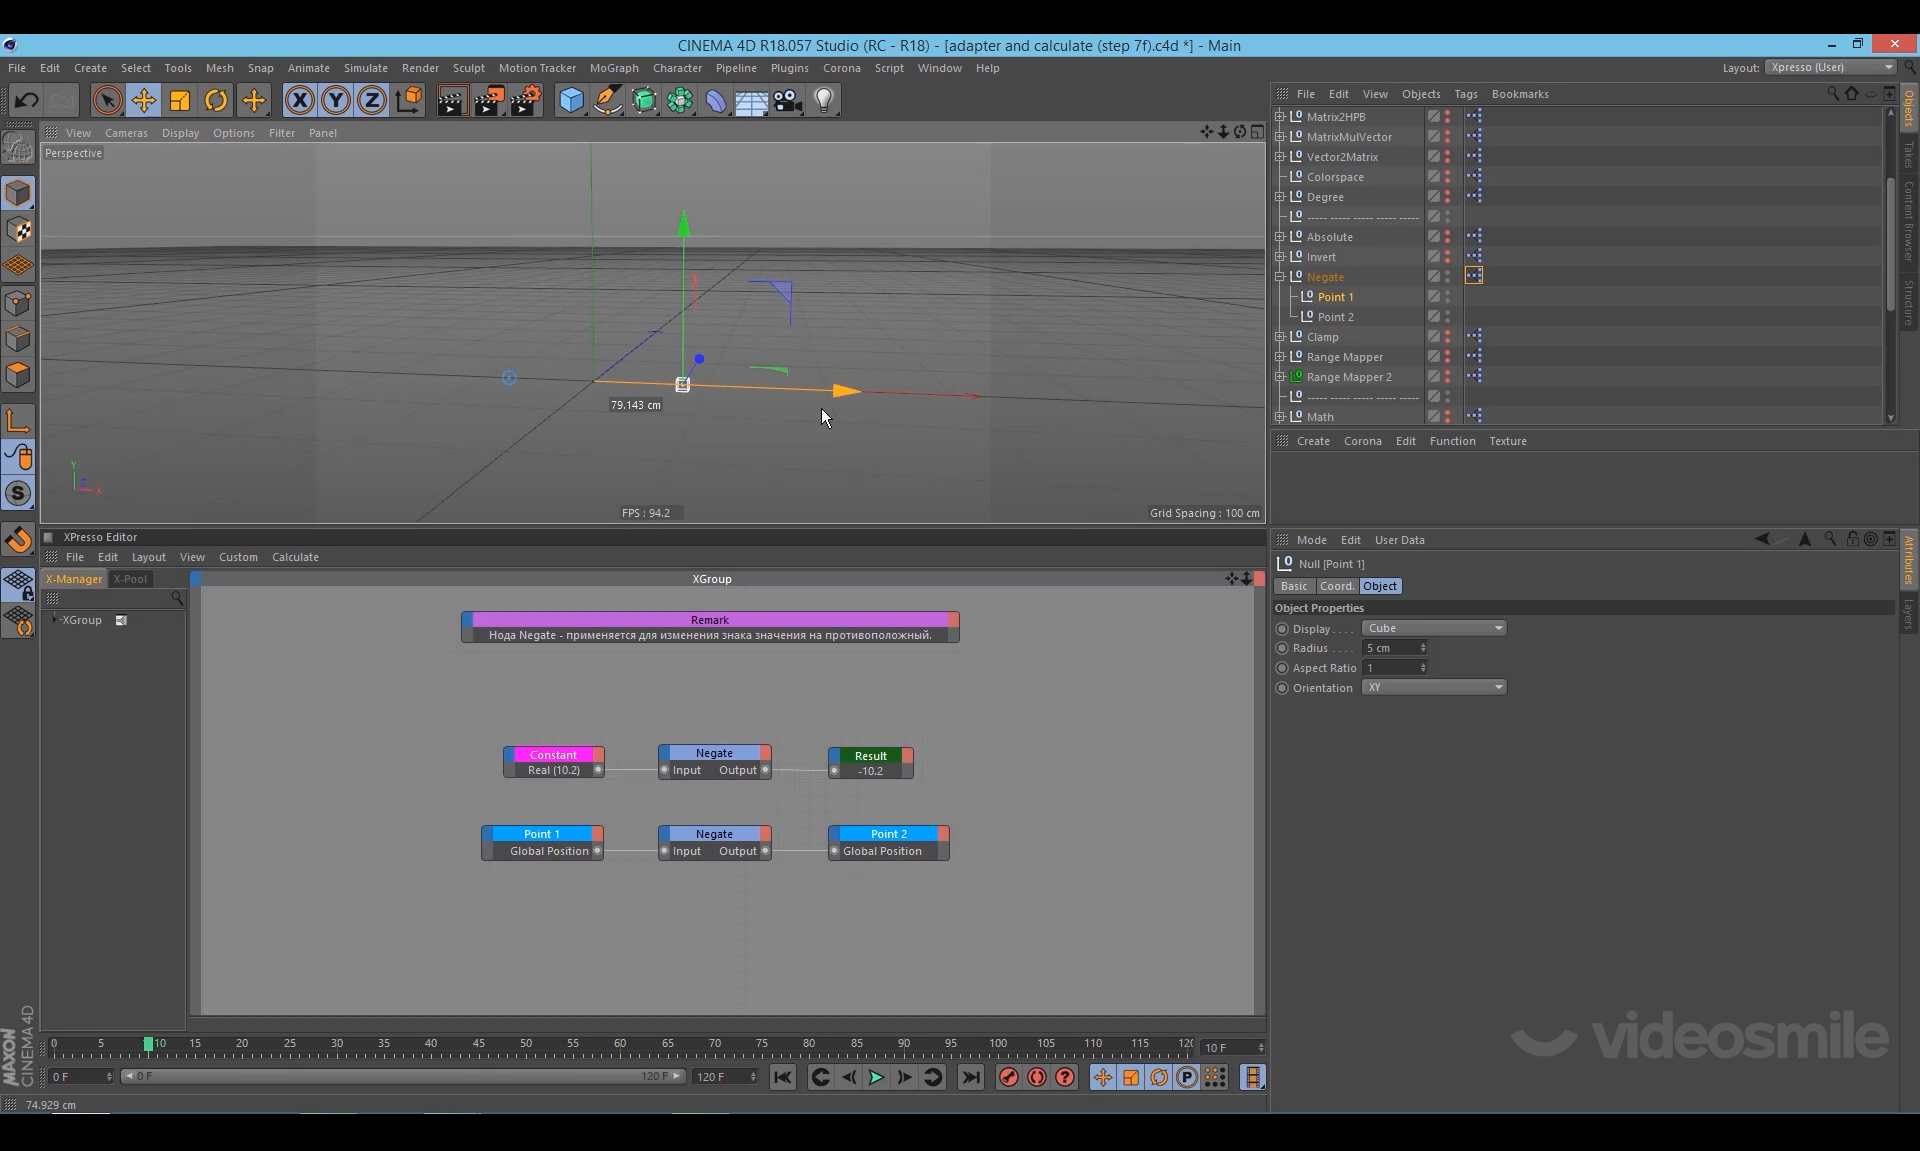 CINEMA 4D R18.057 Studio (RC - R18) - [adapter and calculate (step 7f).c4d *] - Main
File Edit Create Select Tools Mesh Snap Animate Simulate Render Sculpt Motion Tracker MoGraph Character Pipeline Plugins Corona Script Window Help
Layout: Xpresso (User)
View Cameras Display Options Filter Panel
Perspective
79.143 cm
Y
Z
X
FPS : 94.2
Grid Spacing : 100 cm
File Edit View Objects Tags Bookmarks
Matrix2HPB
MatrixMulVector
Vector2Matrix
Colorspace
Degree
----- ----- ----- ----- -----
Absolute
Invert
Negate
Point 1
Point 2
Clamp
Range Mapper
Range Mapper 2
----- ----- ----- ----- -----
Math
Objects
Takes
Content Browser
Structure
Create Corona Edit Function Texture
XPresso Editor
File Edit Layout View Custom Calculate
X-Manager X-Pool
XGroup
XGroup
Remark
Нода Negate - применяется для изменения знака значения на противоположный.
Constant
Real (10.2)
Negate
Input Output
Result
-10.2
Point 1
Global Position
Negate
Input Output
Point 2
Global Position
Mode Edit User Data
Null [Point 1]
Basic Coord. Object
Object Properties
Display . . . . Cube
Radius . . . . 5 cm
Aspect Ratio 1
Orientation XY
Attributes
Layers
0 5 10 15 20 25 30 35 40 45 50 55 60 65 70 75 80 85 90 95 100 105 110 115 120
10 F
0 F 0 F 120 F 120 F
74.929 cm
MAXON CINEMA 4D
videosmile